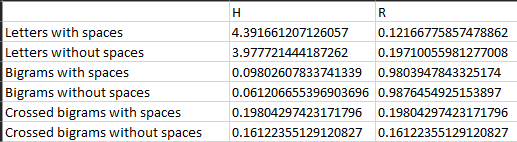 H R
Letters with spaces 4.391661207126057 0.12166775857478862
Letters without spaces 3.977721444187262 0.19710055981277008
Bigrams with spaces 0.09802607833741339 0.9803947843325174
Bigrams without spaces 0.061206655396903696 0.9876454925153897
Crossed bigrams with spaces 0.19804297423171796 0.19804297423171796
Crossed bigrams without spaces 0.16122355129120827 0.16122355129120827